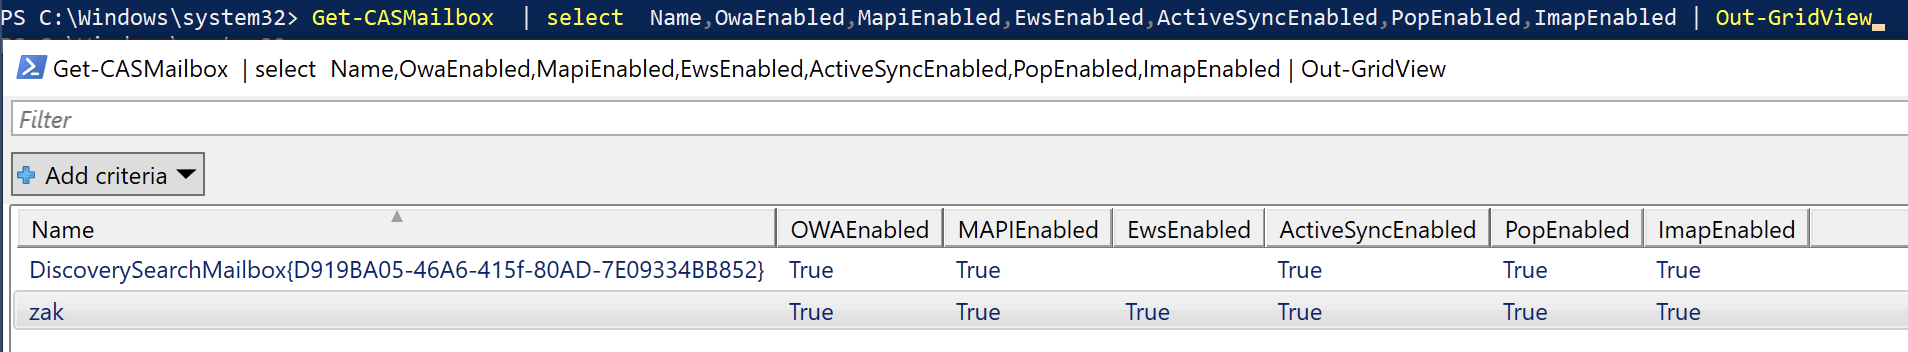 PS C:\Windows\system32> Get-CASMailbox  | select  Name,OwaEnabled,MapiEnabled,EwsEnabled,ActiveSyncEnabled,PopEnabled,ImapEnabled | Out-GridView
Get-CASMailbox  | select  Name,OwaEnabled,MapiEnabled,EwsEnabled,ActiveSyncEnabled,PopEnabled,ImapEnabled | Out-GridView
Filter
Add criteria
Name OWAEnabled MAPIEnabled EwsEnabled ActiveSyncEnabled PopEnabled ImapEnabled
DiscoverySearchMailbox{D919BA05-46A6-415f-80AD-7E09334BB852} True True True True True
zak True True True True True True